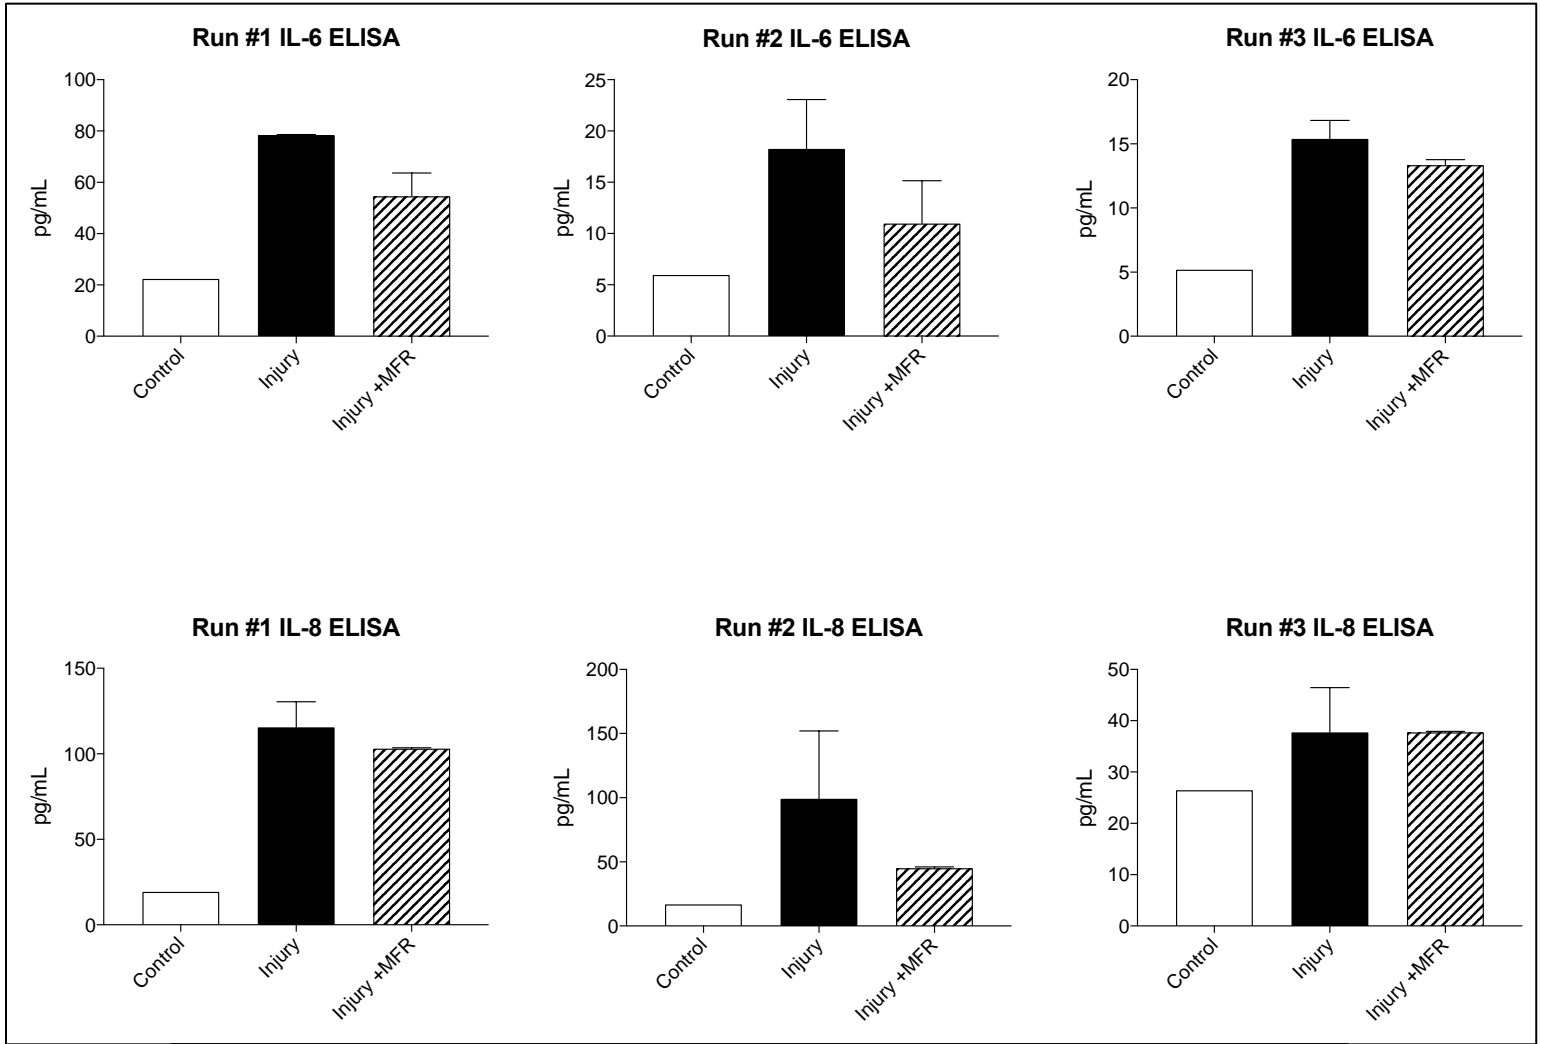 Run #1 IL-6 ELISA
100
80
60
40
20
0
pg/mL
Control
Injury
Injury +MFR
Run #2 IL-6 ELISA
25
20
15
10
5
0
pg/mL
Control
Injury
Injury +MFR
Run #3 IL-6 ELISA
20
15
10
5
0
pg/mL
Control
Injury
Injury +MFR
Run #1 IL-8 ELISA
150
100
50
0
pg/mL
Control
Injury
Injury +MFR
Run #2 IL-8 ELISA
200
150
100
50
0
pg/mL
Control
Injury
Injury +MFR
Run #3 IL-8 ELISA
50
40
30
20
10
0
pg/mL
Control
Injury
Injury +MFR